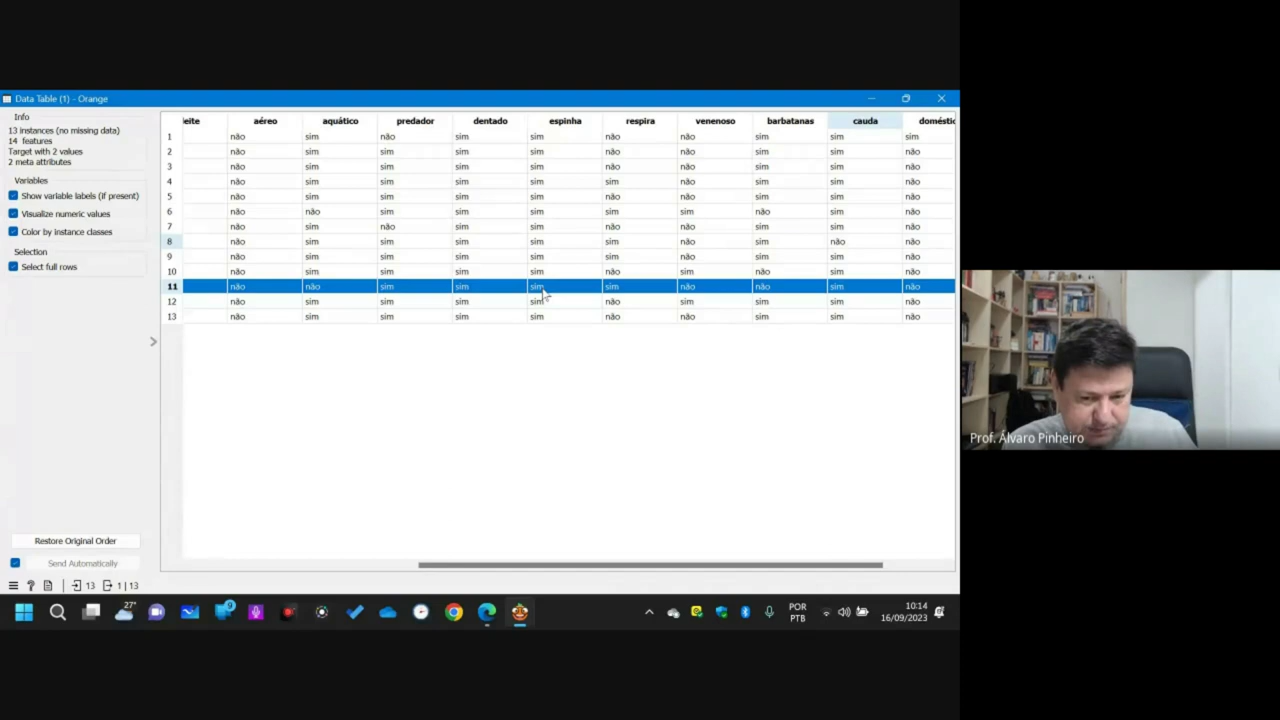 Data Table (1) - Orange
Info
13 instances (no missing data)
14 features
Target with 2 values
2 meta attributes
Variables
Show variable labels (if present)
Visualize numeric values
Color by instance classes
Selection
Select full rows
Restore Original Order
Send Automatically
13 1|13
leite aéreo aquático predador dentado espinha respira venenoso barbatanas cauda doméstic
1 não sim não sim sim não não sim sim sim
2 não sim sim sim sim não não sim sim não
3 não sim sim sim sim não não sim sim não
4 não sim sim sim sim sim não sim sim não
5 não sim sim sim sim não não sim sim não
6 não não sim sim sim sim sim não sim não
7 não sim não sim sim não não sim sim não
8 não sim sim sim sim sim não sim não não
9 não sim sim sim sim sim não sim sim não
10 não sim sim sim sim não sim não sim não
11 não não sim sim sim sim não não sim não
12 não sim sim sim sim não sim sim sim não
13 não sim sim sim sim não não sim sim não
Prof. Álvaro Pinheiro
27°
9
POR
PTB
10:14
16/09/2023